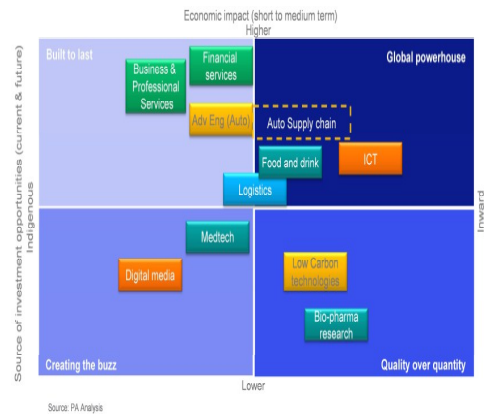 Economic impact (short to medium term)
Higher
Built to last
Global powerhouse
Financial
services
Business &
Professional
Services
Adv Eng (Auto)
Auto Supply chain
Food and drink
ICT
Logistics
Source of investment opportunities (current & future)
Indigenous
Inward
Medtech
Digital media
Low Carbon
technologies
Bio-pharma
research
Creating the buzz
Quality over quantity
Lower
Source: PA Analysis